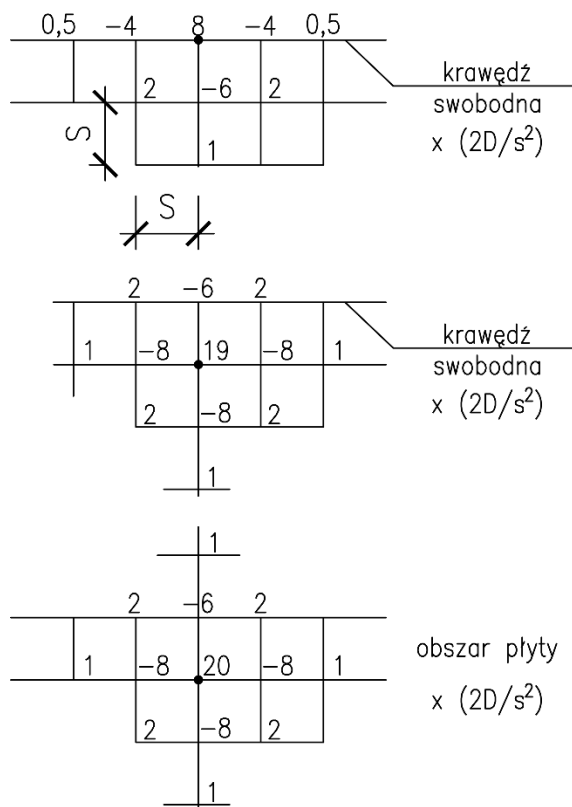 0,5 -4 8 -4 0,5
krawędź
2 -6 2
swobodna
S
x (2D/s²)
1
S
2 -6 2
krawędź
1 -8 19 -8 1
swobodna
x (2D/s²)
2 -8 2
1
1
2 -6 2
obszar płyty
1 -8 20 -8 1
x (2D/s²)
2 -8 2
1